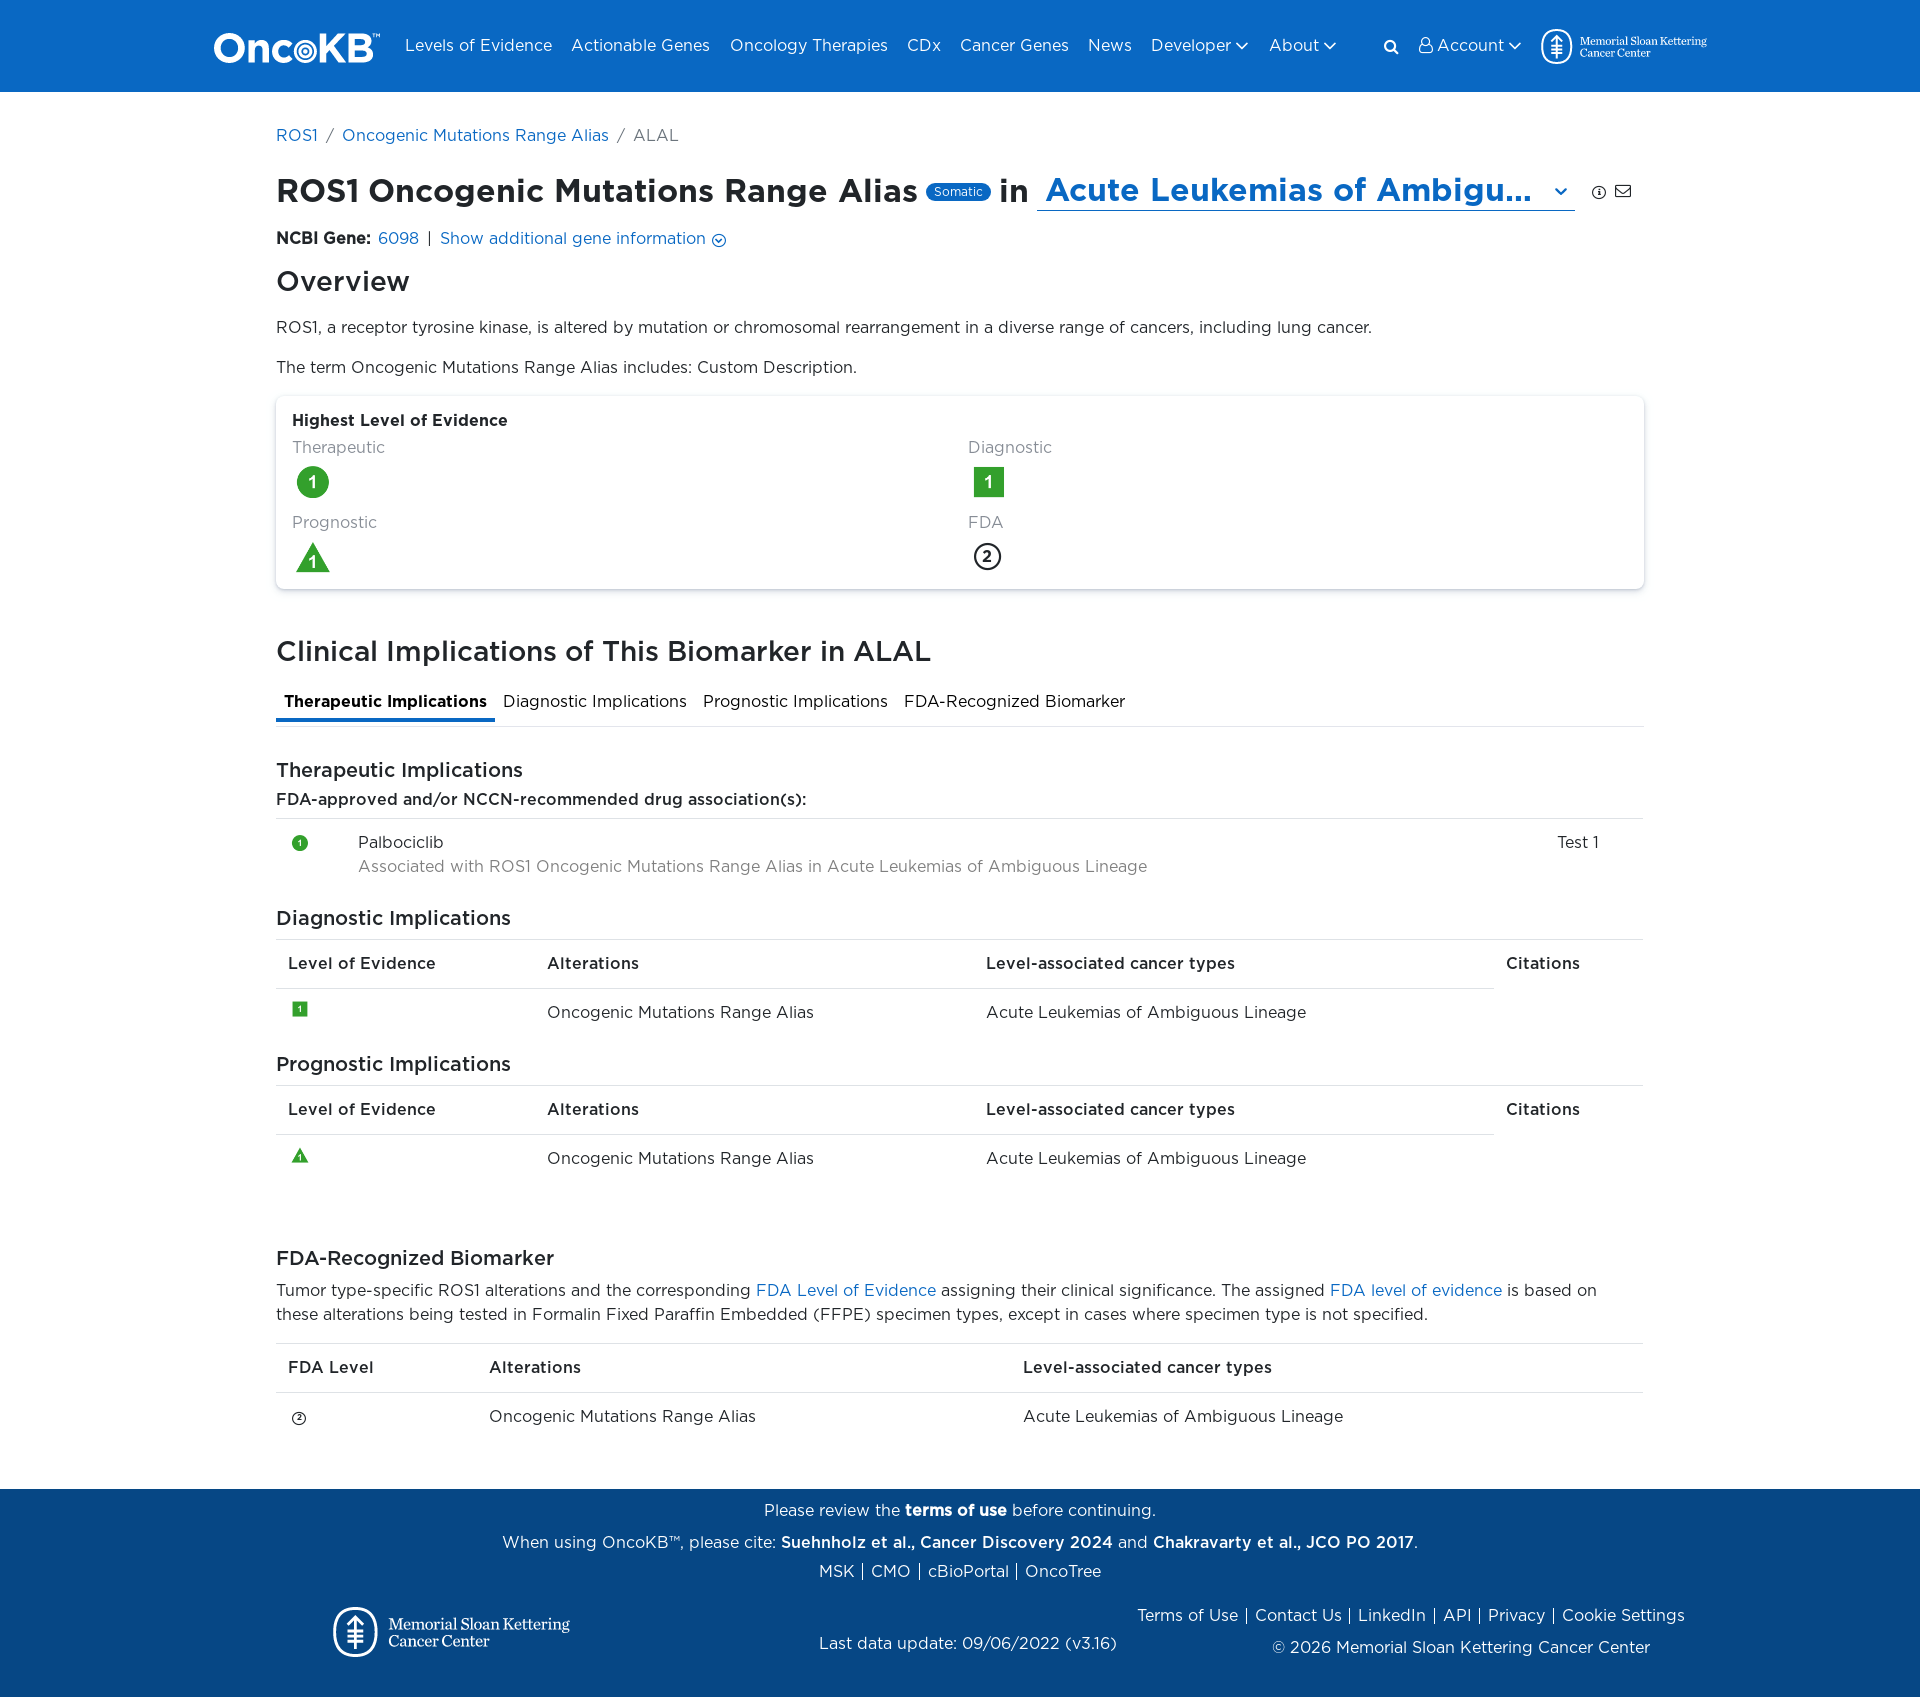 OncoKB™ Levels of Evidence Actionable Genes Oncology Therapies CDx Cancer Genes News Developer About Account Memorial Sloan Kettering Cancer Center
ROS1 / Oncogenic Mutations Range Alias / ALAL
ROS1 Oncogenic Mutations Range Alias Somatic in Acute Leukemias of Ambigu...
NCBI Gene: 6098 | Show additional gene information
Overview
ROS1, a receptor tyrosine kinase, is altered by mutation or chromosomal rearrangement in a diverse range of cancers, including lung cancer.
The term Oncogenic Mutations Range Alias includes: Custom Description.
Highest Level of Evidence
Therapeutic Diagnostic
1 1
Prognostic FDA
1 2
Clinical Implications of This Biomarker in ALAL
Therapeutic Implications Diagnostic Implications Prognostic Implications FDA-Recognized Biomarker
Therapeutic Implications
FDA-approved and/or NCCN-recommended drug association(s):
1 Palbociclib Test 1
Associated with ROS1 Oncogenic Mutations Range Alias in Acute Leukemias of Ambiguous Lineage
Diagnostic Implications
Level of Evidence Alterations Level-associated cancer types Citations
1 Oncogenic Mutations Range Alias Acute Leukemias of Ambiguous Lineage
Prognostic Implications
Level of Evidence Alterations Level-associated cancer types Citations
1 Oncogenic Mutations Range Alias Acute Leukemias of Ambiguous Lineage
FDA-Recognized Biomarker
Tumor type-specific ROS1 alterations and the corresponding FDA Level of Evidence assigning their clinical significance. The assigned FDA level of evidence is based on
these alterations being tested in Formalin Fixed Paraffin Embedded (FFPE) specimen types, except in cases where specimen type is not specified.
FDA Level Alterations Level-associated cancer types
2 Oncogenic Mutations Range Alias Acute Leukemias of Ambiguous Lineage
Please review the terms of use before continuing.
When using OncoKB™, please cite: Suehnholz et al., Cancer Discovery 2024 and Chakravarty et al., JCO PO 2017.
MSK | CMO | cBioPortal | OncoTree
Memorial Sloan Kettering
Cancer Center
Last data update: 09/06/2022 (v3.16)
Terms of Use | Contact Us | LinkedIn | API | Privacy | Cookie Settings
© 2026 Memorial Sloan Kettering Cancer Center